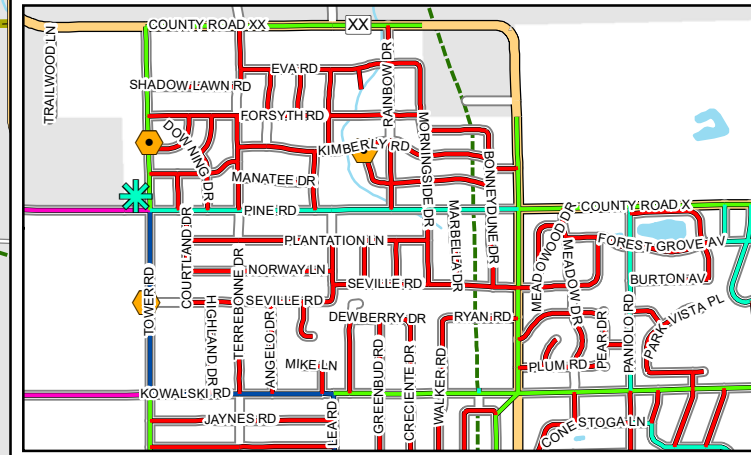 COUNTY ROAD XX
XX
TRAILWOOD LN
RAINBOW DR
EVA RD
SHADOW LAWN RD
FORSYTH RD
DOWNING DR
KIMBERLY RD
MORNINGSIDE DR
BONNEYDUNE DR
MANATEE DR
PINE RD
COUNTY ROAD X
COURTLAND DR
MARBELLA DR
MEADOWOOD DR
MEADOW DR
FOREST GROVE AV
PLANTATION LN
TERREBONNE DR
NORWAY LN
TOWER RD
SEVILLE RD
SEVILLE RD
BURTON AV
HIGHLAND DR
ANGELO DR
DEWBERRY DR
RYAN RD
PEAR DR
PANIOLO RD
PARK VISTA PL
MIKE LN
GREENBUD RD
CRECIENTE DR
WALKER RD
PLUM RD
KOWALSKI RD
LEA RD
JAYNES RD
CONESTOGA LN